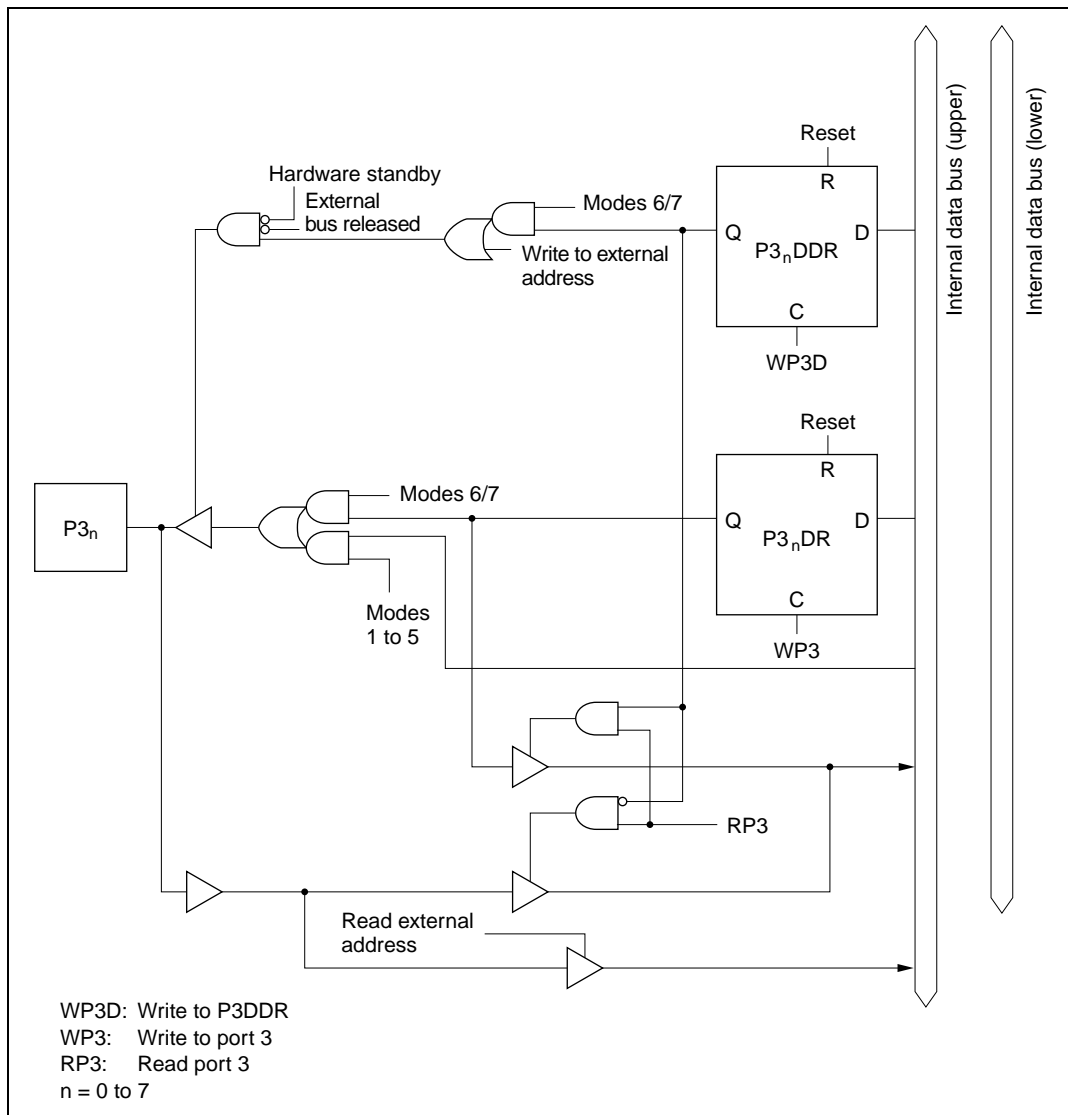 Reset
R
Q
P3nDDR
D
C
WP3D
Hardware standby
External
bus released
Modes 6/7
Write to external
address
Internal data bus (upper)
Internal data bus (lower)
Reset
R
Q
P3nDR
D
C
WP3
P3n
Modes 6/7
Modes
1 to 5
RP3
Read external
address
WP3D: Write to P3DDR
WP3: Write to port 3
RP3: Read port 3
n = 0 to 7